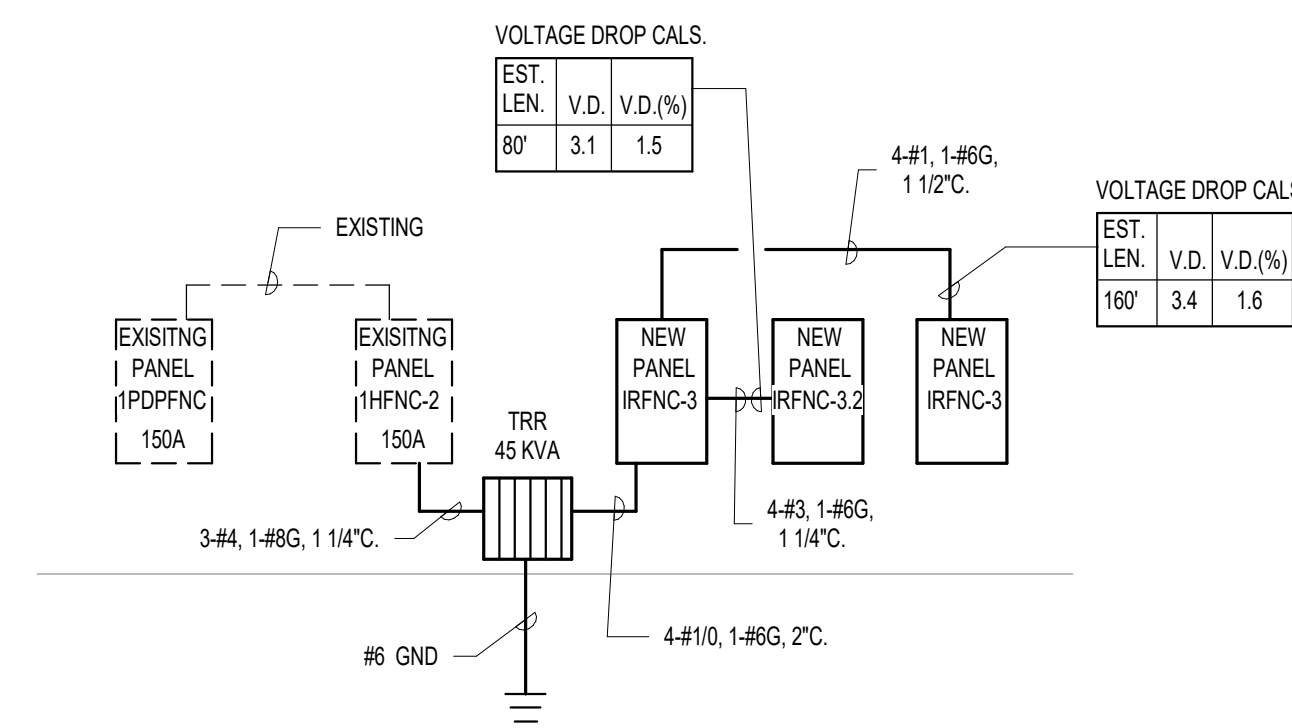 VOLTAGE DROP CALS.
EST.
LEN. V.D. V.D.(%)
80' 3.1 1.5
4-#1, 1-#6G,
1 1/2"C.
VOLTAGE DROP CALS
EST.
LEN. V.D. V.D.(%)
160' 3.4 1.6
EXISTING
EXISITNG
PANEL
1PDPFNC
150A
EXISITNG
PANEL
1HFNC-2
150A
TRR
45 KVA
NEW
PANEL
IRFNC-3
NEW
PANEL
IRFNC-3.2
NEW
PANEL
IRFNC-3
3-#4, 1-#8G, 1 1/4"C.
4-#3, 1-#6G,
1 1/4"C.
#6 GND
4-#1/0, 1-#6G, 2"C.